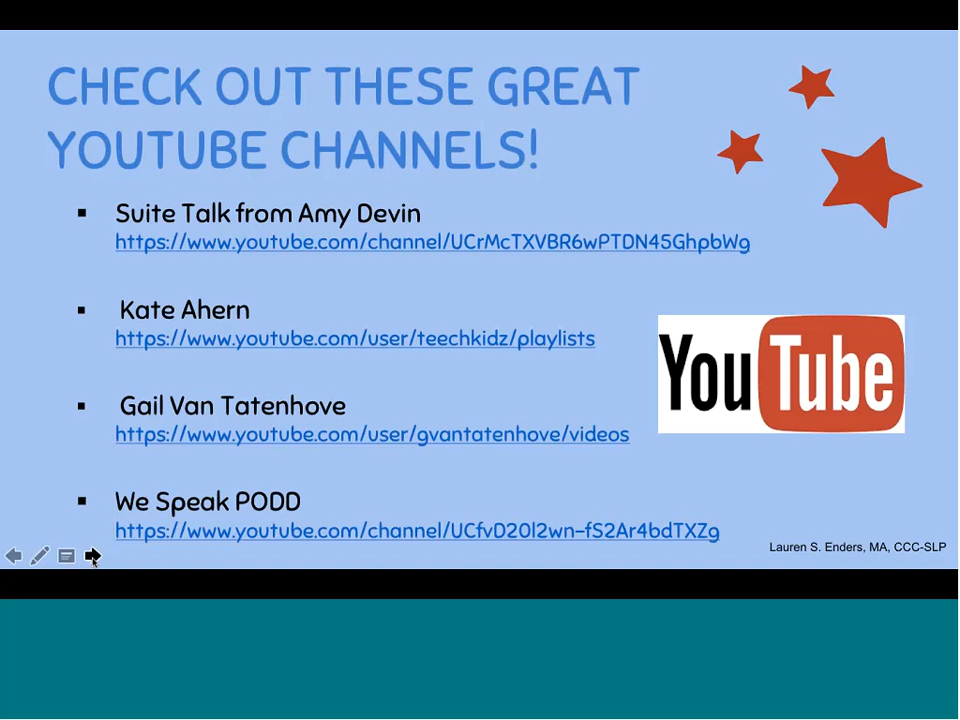 CHECK OUT THESE GREAT
YOUTUBE CHANNELS!
Suite Talk from Amy Devin
https://www.youtube.com/channel/UCrMcTXVBR6wPTDN45GhpbWg
Kate Ahern
https://www.youtube.com/user/teechkidz/playlists
Gail Van Tatenhove
https://www.youtube.com/user/gvantatenhove/videos
YouTube
We Speak PODD
https://www.youtube.com/channel/UCfvD20l2wn-fS2Ar4bdTXZg
Lauren S. Enders, MA, CCC-SLP